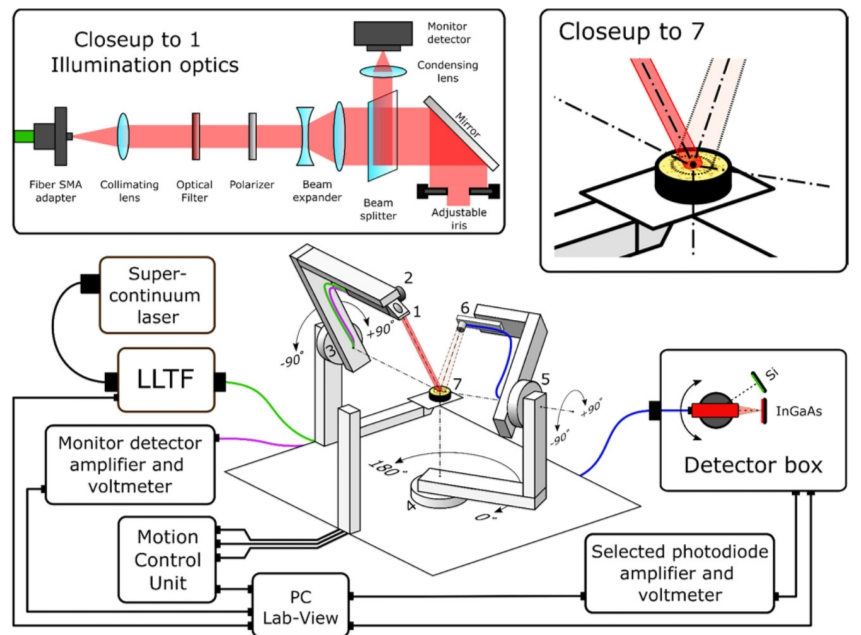 Closeup to 1
Illumination optics
Monitor
detector
Condensing
lens
Mirror
Fiber SMA
adapter
Collimating
lens
Optical
Filter
Polarizer
Beam
expander
Beam
splitter
Adjustable
iris
Closeup to 7
Super-
continuum
laser
LLTF
Monitor detector
amplifier and
voltmeter
Motion
Control
Unit
PC
Lab-View
Selected photodiode
amplifier and
voltmeter
Detector box
Si
InGaAs
2
1
+90°
-90°
3
6
7
5
+90°
-90°
180°
4
0°